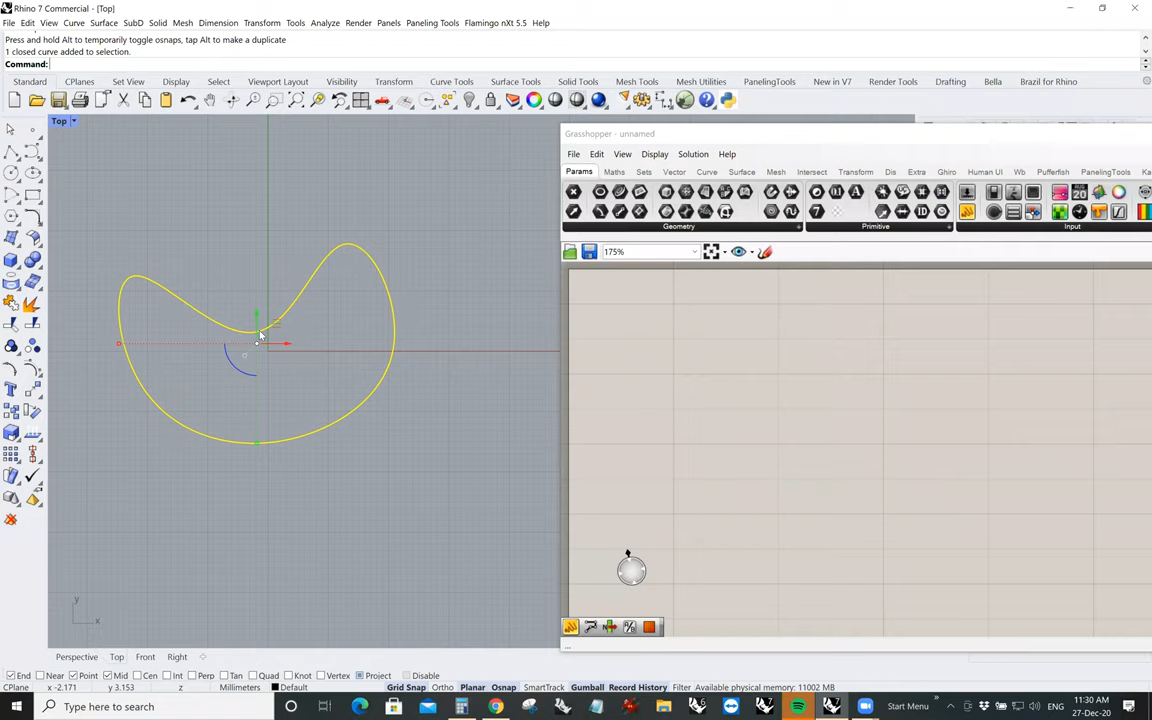 Rhino 7 Commercial - [Top]
File Edit View Curve Surface SubD Solid Mesh Dimension Transform Tools Analyze Render Panels Paneling Tools Flamingo nXt 5.5 Help
Press and hold Alt to temporarily toggle osnaps, tap Alt to make a duplicate
1 closed curve added to selection.
Command:
Standard CPlanes Set View Display Select Viewport Layout Visibility Transform Curve Tools Surface Tools Solid Tools Mesh Tools Mesh Utilities PanelingTools New in V7 Render Tools Drafting Bella Brazil for Rhino
Top
Grasshopper - unnamed
File Edit View Display Solution Help
Params Maths Sets Vector Curve Surface Mesh Intersect Transform Dis Extra Ghiro Human UI Wb Pufferfish PanelingTools Ka
Geometry Primitive Input
175%
y
x
...
Perspective Top Front Right
End Near Point Mid Cen Int Perp Tan Quad Knot Vertex Project Disable
CPlane x -2.171 y 3.153 z Millimeters Default Grid Snap Ortho Planar Osnap SmartTrack Gumball Record History Filter Available physical memory: 11002 MB
Type here to search
Start Menu
11:30 AM
27-Dec-20